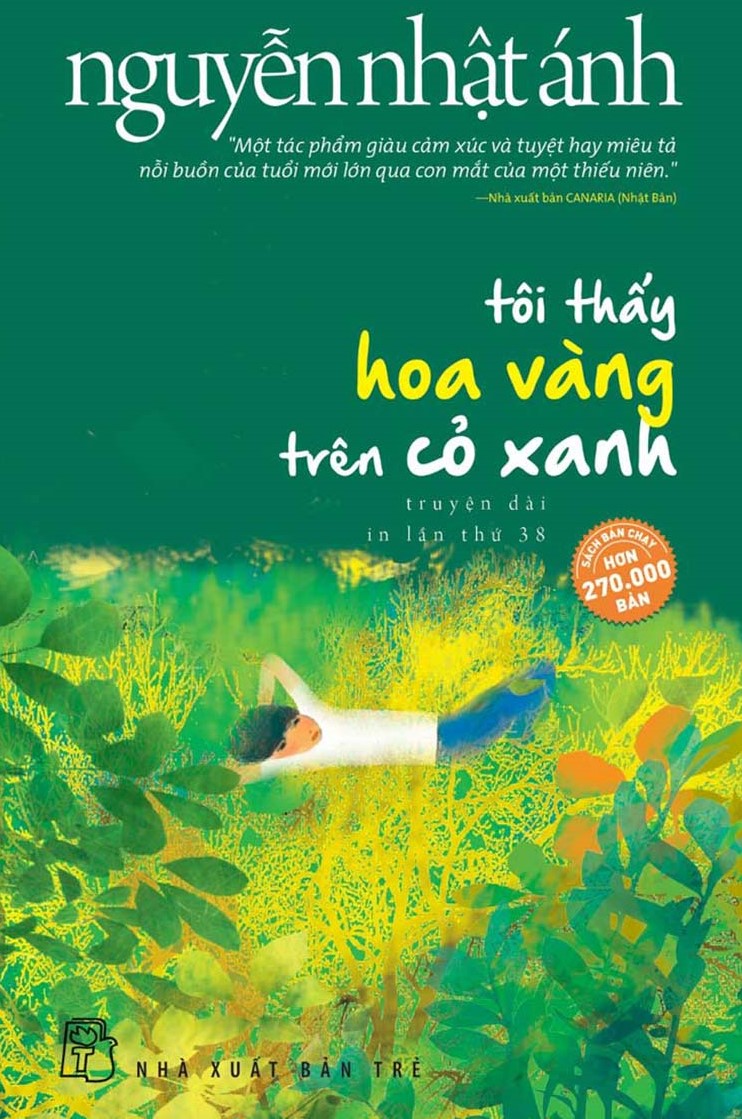 nguyễn nhật ánh
"Một tác phẩm giàu cảm xúc và tuyệt hay miêu tả
nỗi buồn của tuổi mới lớn qua con mắt của một thiếu niên."
—Nhà xuất bản CANARIA (Nhật Bản)
tôi thấy
hoa vàng
trên cỏ xanh
truyện dài
in lần thứ 38
SÁCH BÁN CHẠY
HƠN
270.000
BẢN
T
NHÀ XUẤT BẢN TRẺ